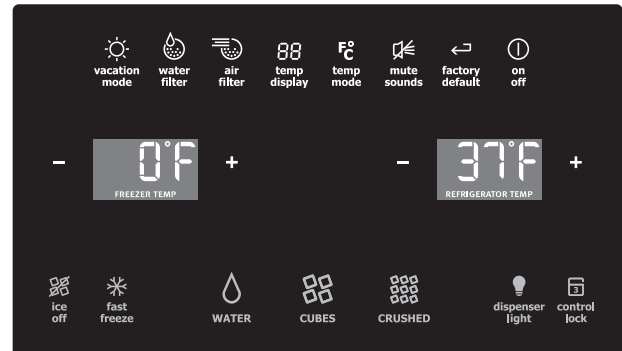 88 F°C
vacation mode
water filter
air filter
temp display
temp mode
mute sounds
factory default
on off
- 0°F + - 37°F +
FREEZER TEMP REFRIGERATOR TEMP
3
ice off
fast freeze
WATER
CUBES
CRUSHED
dispenser light
control lock